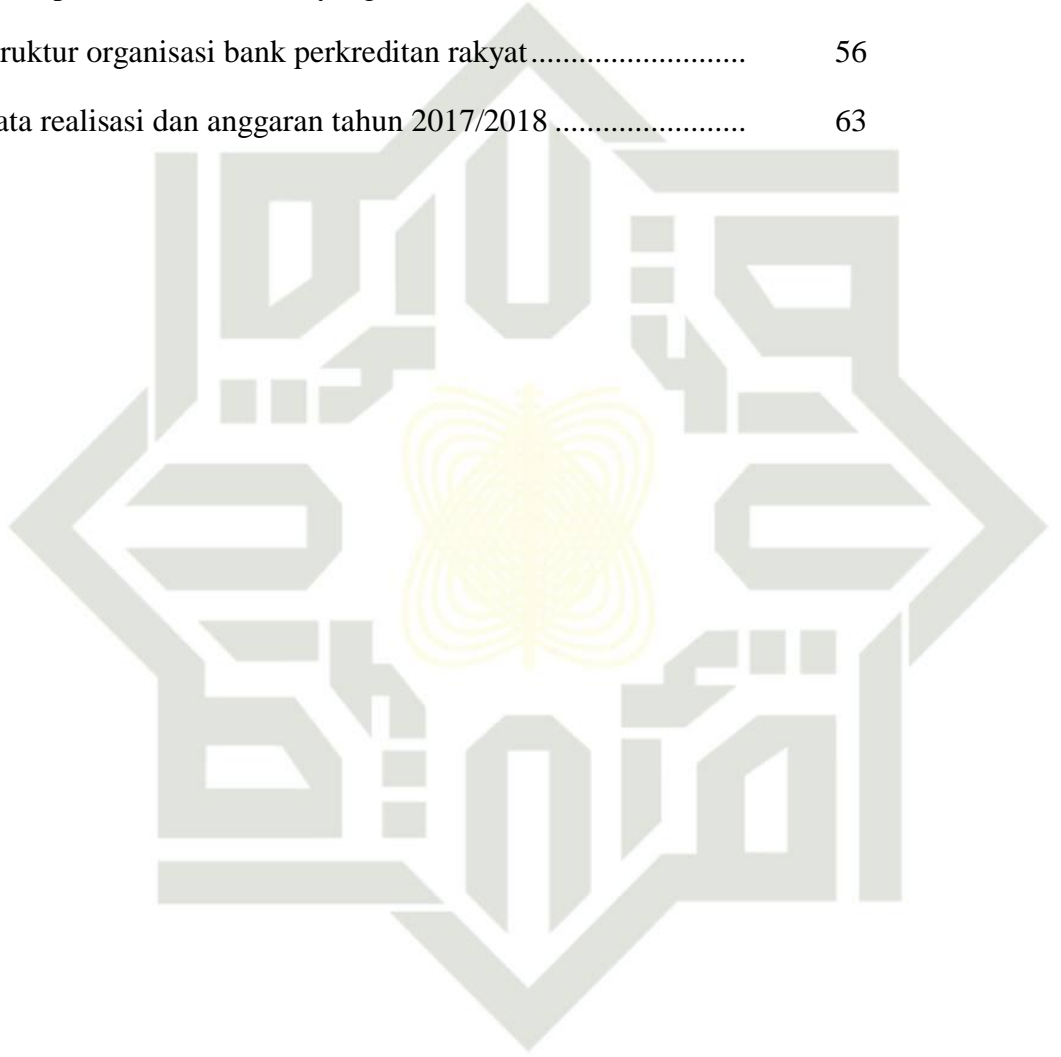 ruktur organisasi bank perkreditan rakyat........................... 56
ata realisasi dan anggaran tahun 2017/2018 ........................ 63